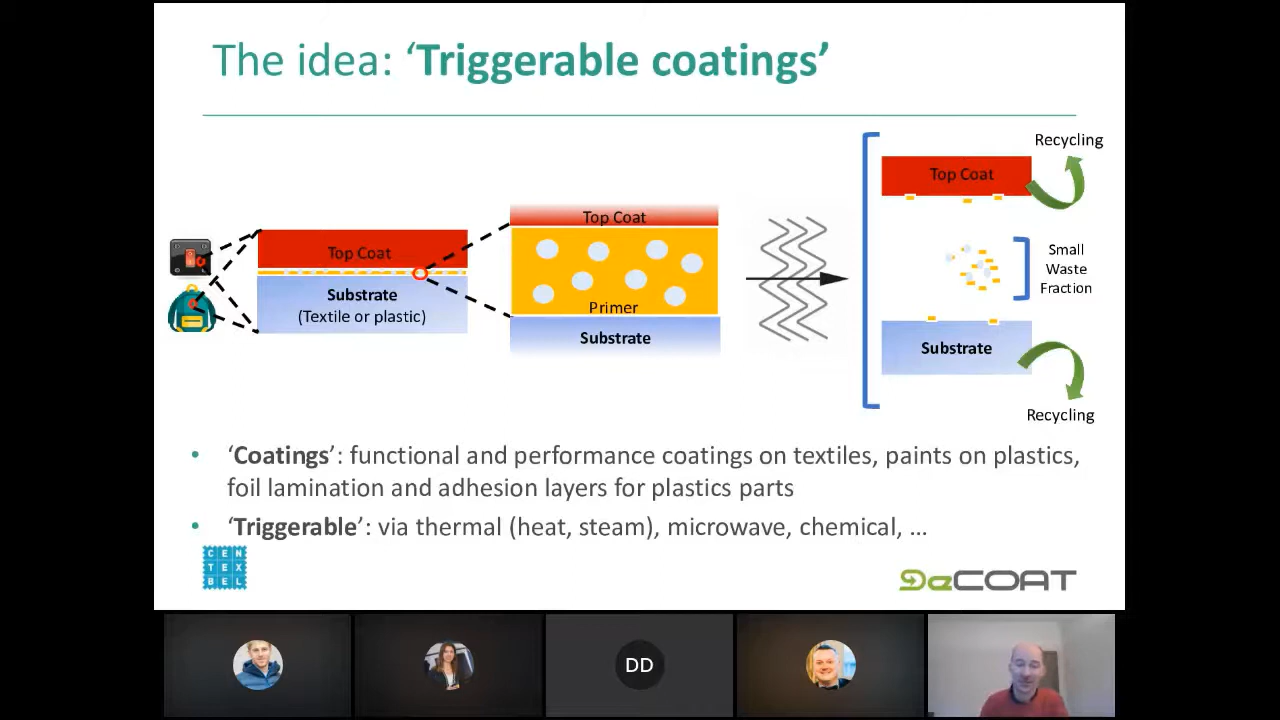 The idea: ‘Triggerable coatings’
Top Coat
Substrate
(Textile or plastic)
Top Coat
Primer
Substrate
Top Coat
Recycling
Small
Waste
Fraction
Substrate
Recycling
• ‘Coatings’: functional and performance coatings on textiles, paints on plastics,
foil lamination and adhesion layers for plastics parts
• ‘Triggerable’: via thermal (heat, steam), microwave, chemical, ...
CEN
TEX
BEL
DeCOAT
DD